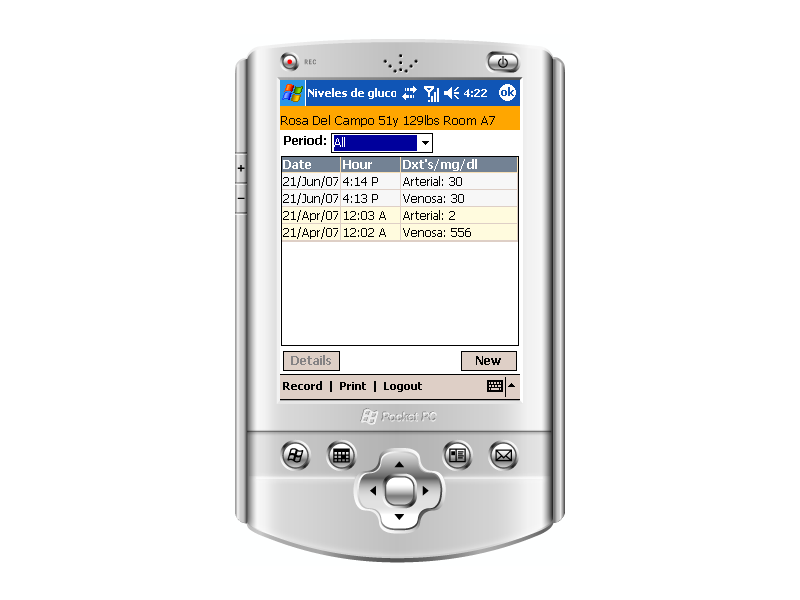 REC
Niveles de gluco 4:22 ok
Rosa Del Campo 51y 129lbs Room A7
Period: All
Date Hour Dxt's/mg/dl
21/Jun/07 4:14 P Arterial: 30
21/Jun/07 4:13 P Venosa: 30
21/Apr/07 12:03 A Arterial: 2
21/Apr/07 12:02 A Venosa: 556
Details New
Record | Print | Logout
Pocket PC